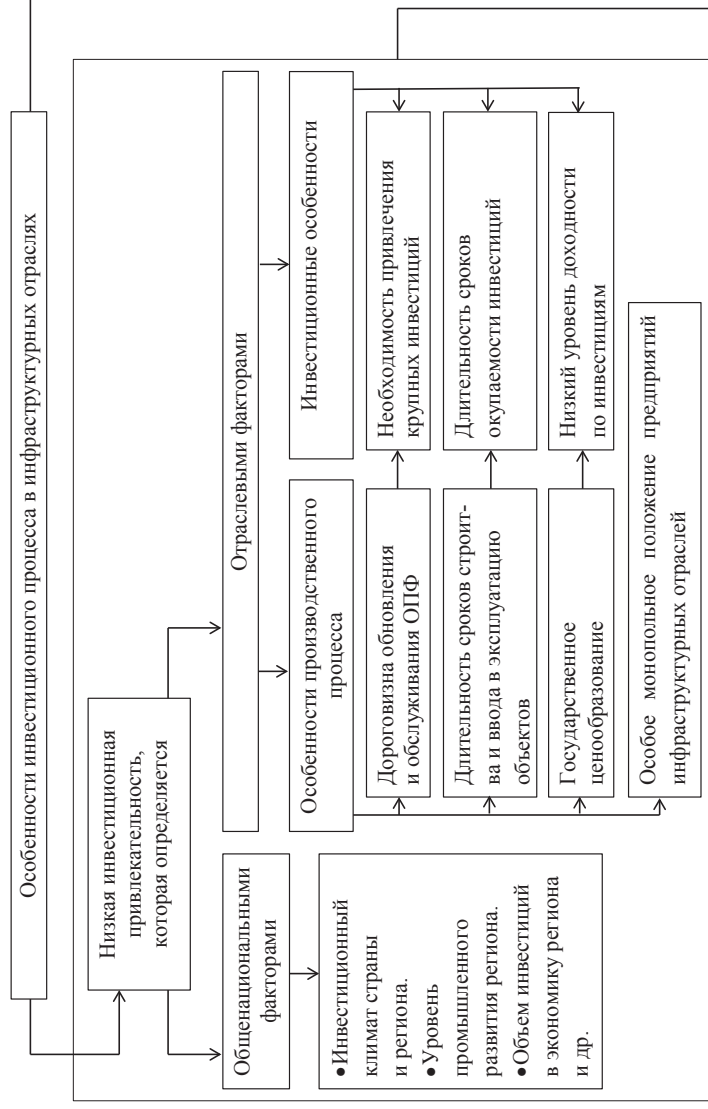 Особенности инвестиционного процесса в инфраструктурных отраслях
Низкая инвестиционная
привлекательность,
которая определяется
Общенациональными
факторами
•Инвестиционный
климат страны
и региона.
•Уровень
промышленного
развития региона.
•Объем инвестиций
в экономику региона
и др.
Отраслевыми факторами
Особенности производственного
процесса
Инвестиционные особенности
Дороговизна обновления
и обслуживания ОПФ
Необходимость привлечения
крупных инвестиций
Длительность сроков строит-
ва и ввода в эксплуатацию
объектов
Длительность сроков
окупаемости инвестиций
Государственное
ценообразование
Низкий уровень доходности
по инвестициям
Особое монопольное положение предприятий
инфраструктурных отраслей